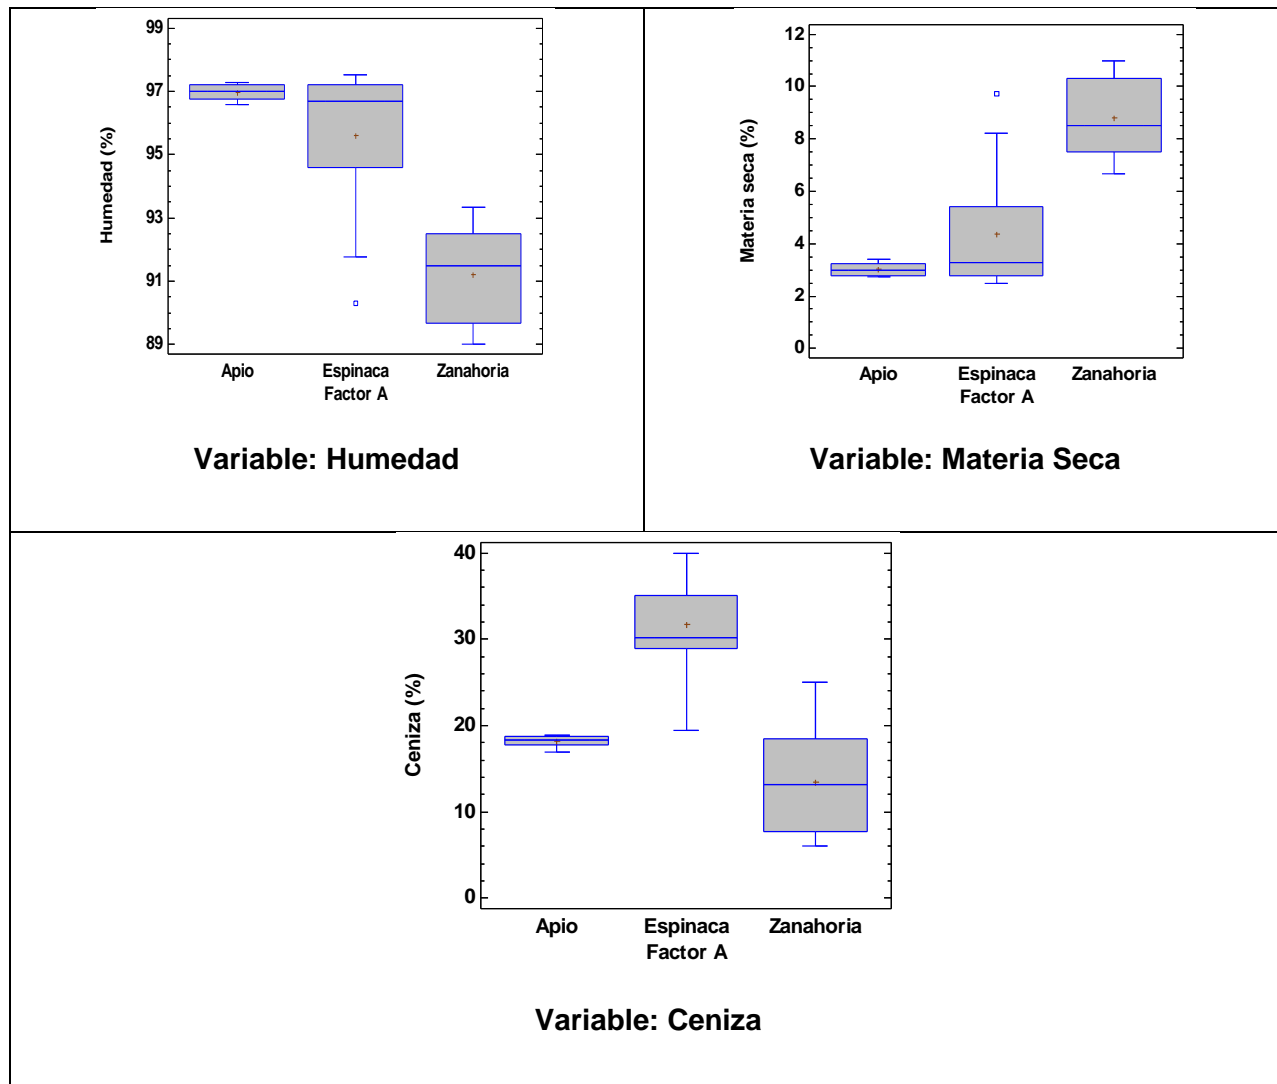 99
97
95
93
91
89
Humedad (%)
Apio
Espinaca
Zanahoria
Factor A
Variable: Humedad
12
10
8
6
4
2
0
Materia seca (%)
Apio
Espinaca
Zanahoria
Factor A
Variable: Materia Seca
40
30
20
10
0
Ceniza (%)
Apio
Espinaca
Zanahoria
Factor A
Variable: Ceniza